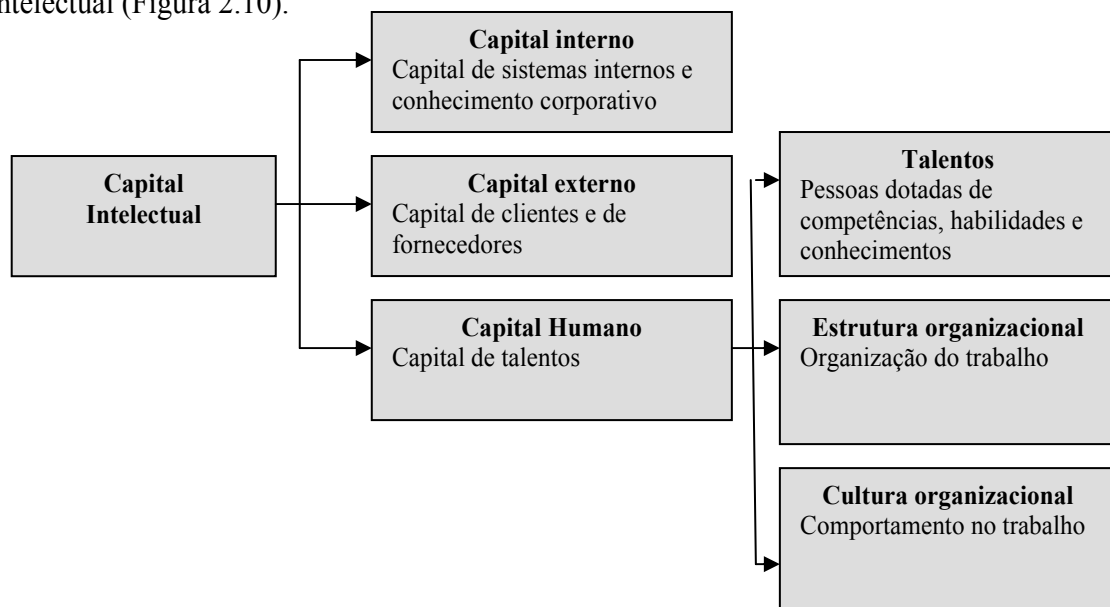 ntelectual (Figura 2.10).
Capital interno
Capital de sistemas internos e
conhecimento corporativo
Capital
Intelectual
Capital externo
Capital de clientes e de
fornecedores
Capital Humano
Capital de talentos
Talentos
Pessoas dotadas de
competências, habilidades e
conhecimentos
Estrutura organizacional
Organização do trabalho
Cultura organizacional
Comportamento no trabalho